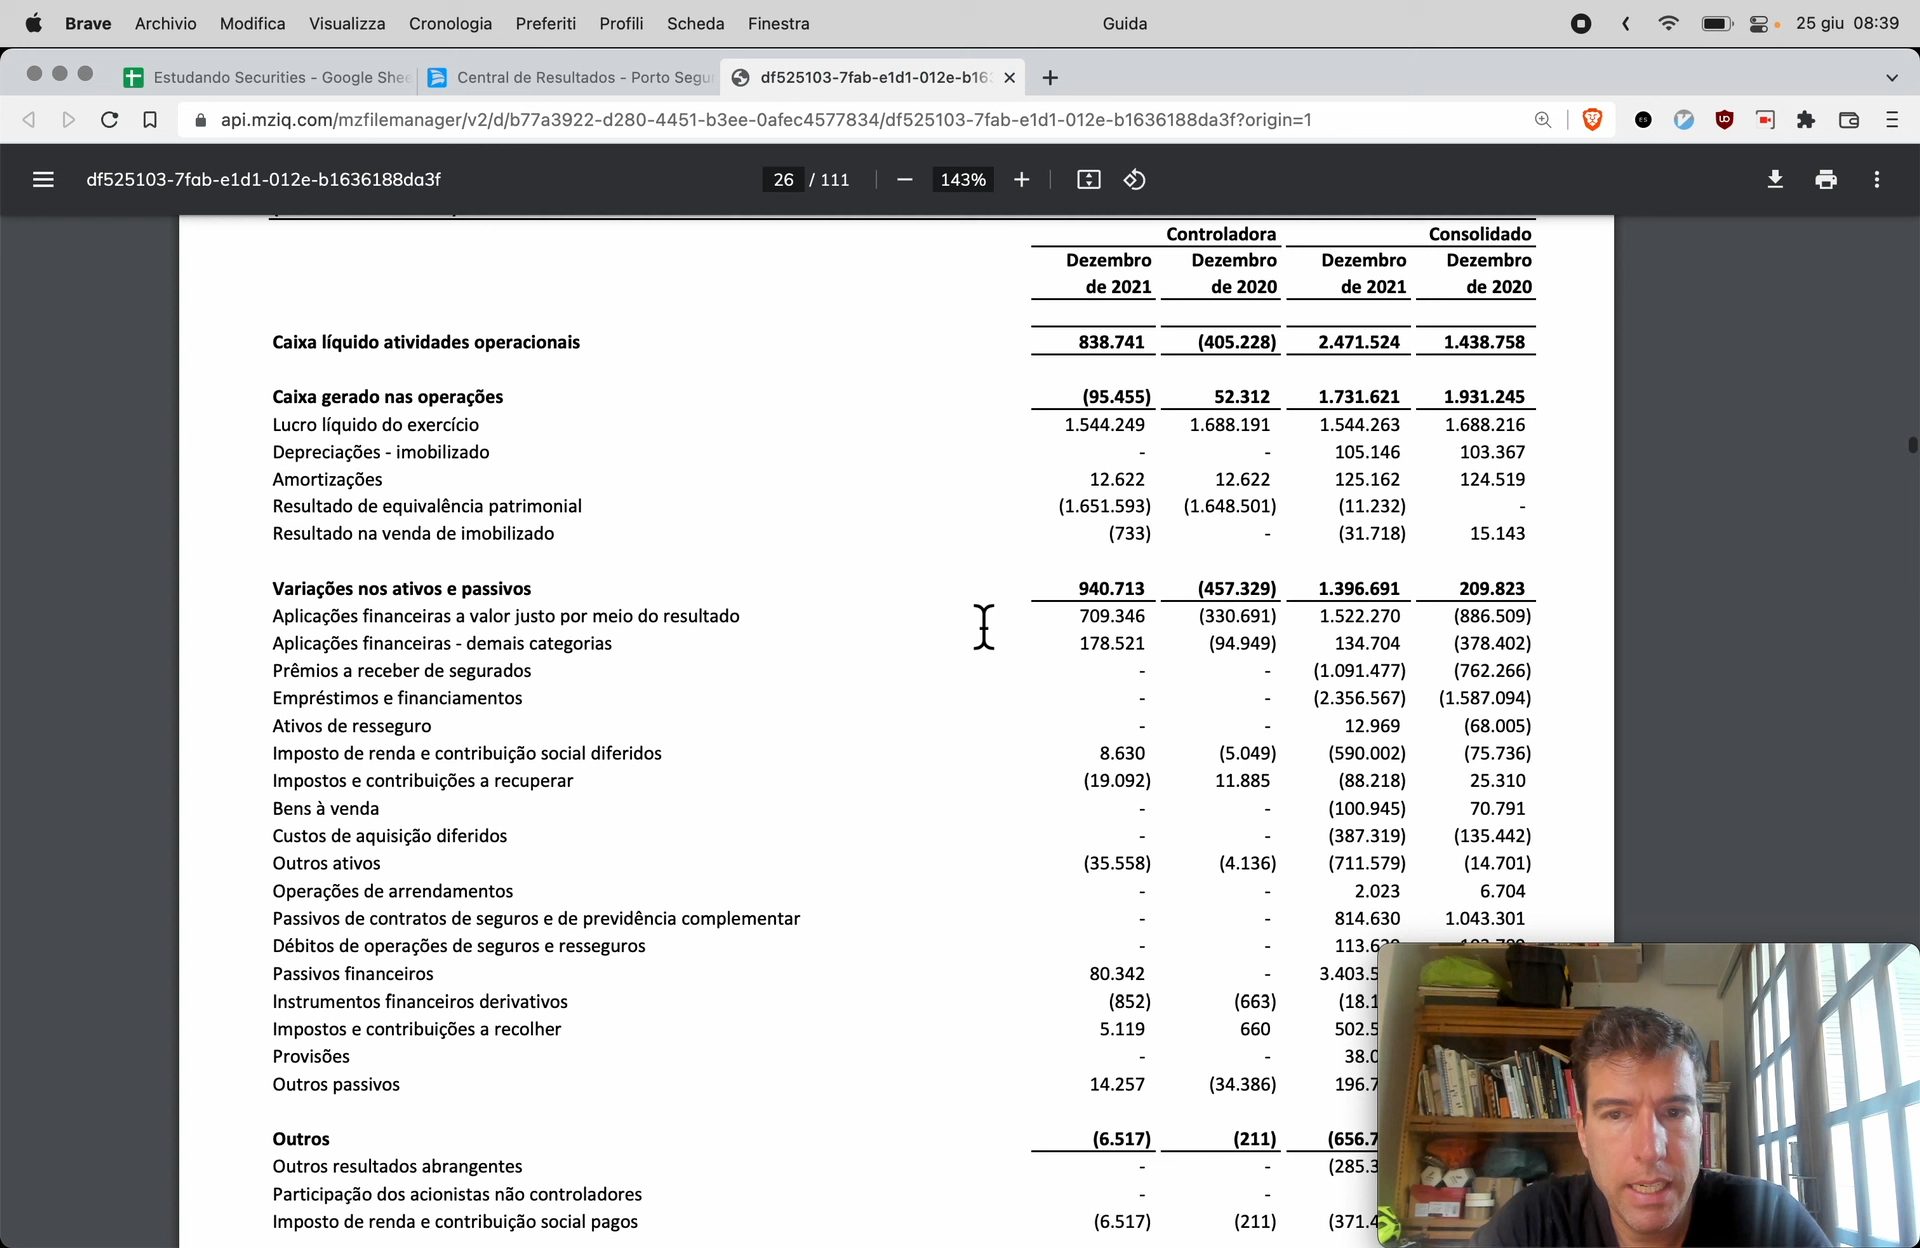 Brave Archivio Modifica Visualizza Cronologia Preferiti Profili Scheda Finestra Guida 25 giu 08:39
Estudando Securities - Google Shee Central de Resultados - Porto Segu df525103-7fab-e1d1-012e-b16
api.mziq.com/mzfilemanager/v2/d/b77a3922-d280-4451-b3ee-0afec4577834/df525103-7fab-e1d1-012e-b1636188da3f?origin=1
df525103-7fab-e1d1-012e-b1636188da3f 26 / 111 143%
Controladora Consolidado
Dezembro Dezembro Dezembro Dezembro
de 2021 de 2020 de 2021 de 2020
Caixa líquido atividades operacionais 838.741 (405.228) 2.471.524 1.438.758
Caixa gerado nas operações (95.455) 52.312 1.731.621 1.931.245
Lucro líquido do exercício 1.544.249 1.688.191 1.544.263 1.688.216
Depreciações - imobilizado - - 105.146 103.367
Amortizações 12.622 12.622 125.162 124.519
Resultado de equivalência patrimonial (1.651.593) (1.648.501) (11.232) -
Resultado na venda de imobilizado (733) - (31.718) 15.143
Variações nos ativos e passivos 940.713 (457.329) 1.396.691 209.823
Aplicações financeiras a valor justo por meio do resultado 709.346 (330.691) 1.522.270 (886.509)
Aplicações financeiras - demais categorias 178.521 (94.949) 134.704 (378.402)
Prêmios a receber de segurados - - (1.091.477) (762.266)
Empréstimos e financiamentos - - (2.356.567) (1.587.094)
Ativos de resseguro - - 12.969 (68.005)
Imposto de renda e contribuição social diferidos 8.630 (5.049) (590.002) (75.736)
Impostos e contribuições a recuperar (19.092) 11.885 (88.218) 25.310
Bens à venda - - (100.945) 70.791
Custos de aquisição diferidos - - (387.319) (135.442)
Outros ativos (35.558) (4.136) (711.579) (14.701)
Operações de arrendamentos - - 2.023 6.704
Passivos de contratos de seguros e de previdência complementar - - 814.630 1.043.301
Débitos de operações de seguros e resseguros - -
Passivos financeiros 80.342 - 3.403.5
Instrumentos financeiros derivativos (852) (663) (18.1
Impostos e contribuições a recolher 5.119 660 502.5
Provisões - - 38.0
Outros passivos 14.257 (34.386) 196.7
Outros (6.517) (211) (656.7
Outros resultados abrangentes - - (285.3
Participação dos acionistas não controladores - -
Imposto de renda e contribuição social pagos (6.517) (211) (371.4